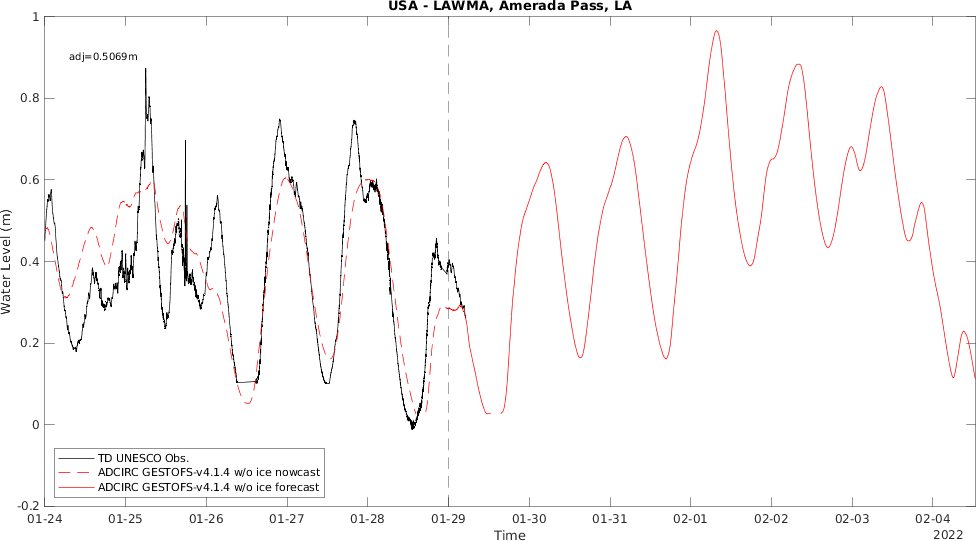 USA - LAWMA, Amerada Pass, LA
1
adj=0.5069m
0.8
0.6
0.4
0.2
0
-0.2
Water Level (m)
TD UNESCO Obs.
ADCIRC GESTOFS-v4.1.4 w/o ice nowcast
ADCIRC GESTOFS-v4.1.4 w/o ice forecast
01-24 01-25 01-26 01-27 01-28 01-29 01-30 01-31 02-01 02-02 02-03 02-04
Time
2022